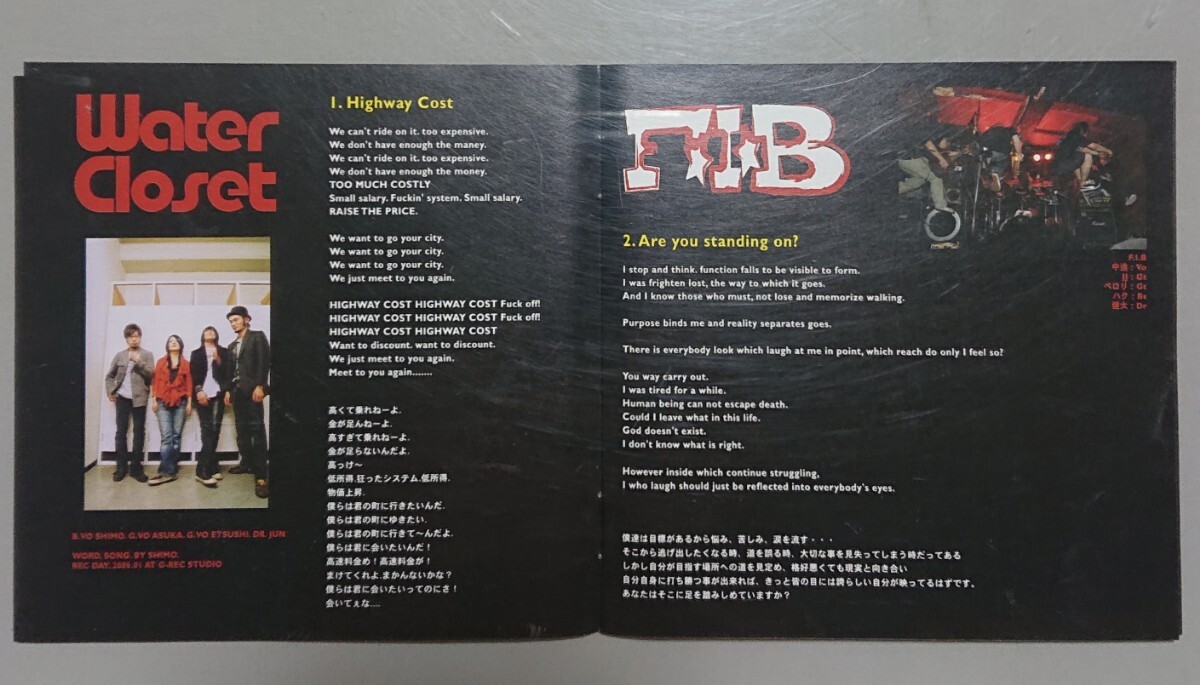 Water
Closet
B. VO SHIMO. G. VO ASUKA. G. VO ETSUSHI. DR. JUN
WORD. SONG. BY SHIMO.
REC DAY. 2006.01 AT G-REC STUDIO
1. Highway Cost
We can't ride on it. too expensive.
We don't have enough the maney.
We can't ride on it. too expensive.
We don't have enough the money.
TOO MUCH COSTLY
Small salary. Fuckin' system. Small salary.
RAISE THE PRICE.
We want to go your city.
We want to go your city.
We want to go your city.
We just meet to you again.
HIGHWAY COST HIGHWAY COST Fuck off!
HIGHWAY COST HIGHWAY COST Fuck off!
HIGHWAY COST HIGHWAY COST
Want to discount. want to discount.
We just meet to you again.
Meet to you again.......
高くて乗れねーよ.
金が足んねーよ.
高すぎて乗れねーよ.
金が足らないんだよ.
高っけ〜
低所得.狂ったシステム.低所得.
物価上昇.
僕らは君の町に行きたいんだ.
僕らは君の町にゆきたい.
僕らは君の町に行きて〜んだよ.
僕らは君に会いたいんだ！
高速料金め！高速料金が！
まけてくれよ.まかんないかな？
僕らは君に会いたいってのにさ！
会いてぇな....
F.I.B
F.I.B
中造：Vo
ペロリ：Gt
ハク：Bs
2. Are you standing on?
I stop and think. function falls to be visible to form.
I was frighten lost, the way to which it goes.
And I know those who must, not lose and memorize walking.
Purpose binds me and reality separates goes.
There is everybody look which laugh at me in point, which reach do only I feel so?
You way carry out.
I was tired for a while.
Human being can not escape death.
Could I leave what in this life.
God doesn't exist.
I don't know what is right.
However inside which continue struggling,
I who laugh should just be reflected into everybody's eyes.
僕達は目標があるから悩み、苦しみ、涙を流す・・・
そこから逃げ出したくなる時、道を誤る時、大切な事を見失ってしまう時だってある
しかし自分が目指す場所への道を見定め、格好悪くても現実と向き合い
自分自身に打ち勝つ事が出来れば、きっと皆の目には誇らしい自分が映ってるはずです。
あなたはそこに足を踏みしめていますか？